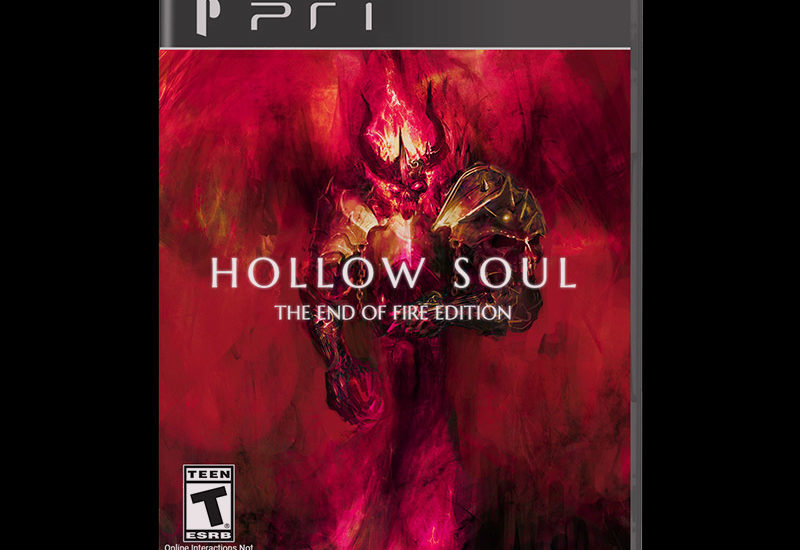 PRI
HOLLOW SOUL
THE END OF FIRE EDITION
TEEN
T
ESRB
Online Interactions Not